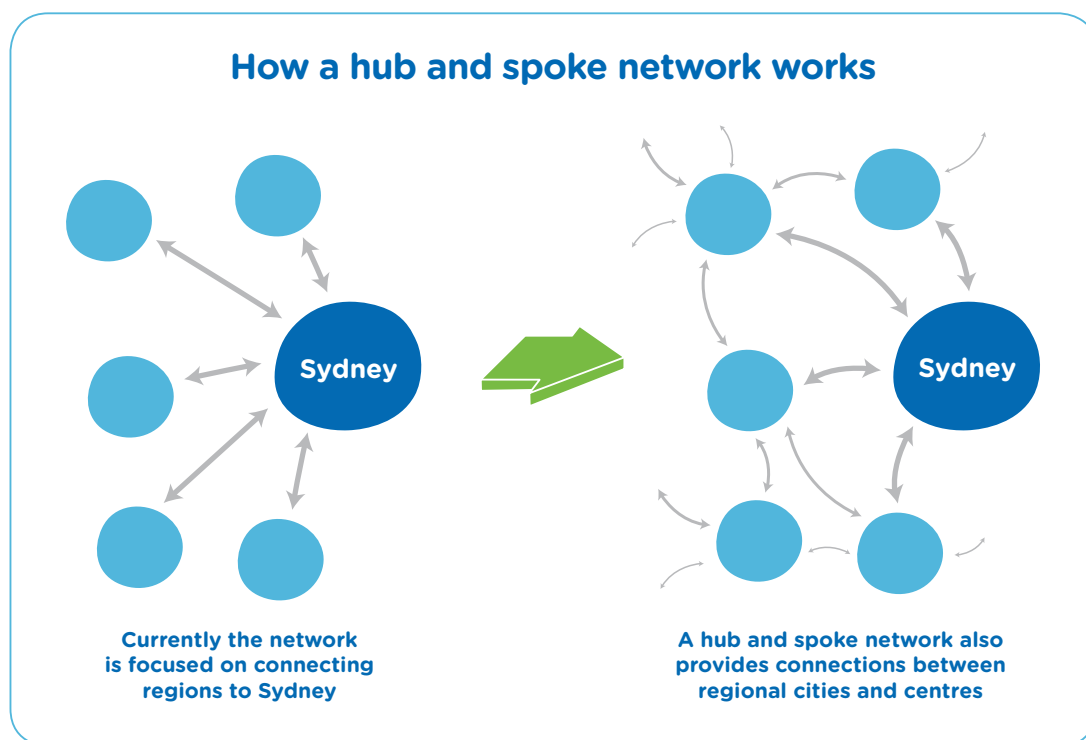 How a hub and spoke network works
Sydney
Currently the network
is focused on connecting
regions to Sydney
Sydney
A hub and spoke network also
provides connections between
regional cities and centres